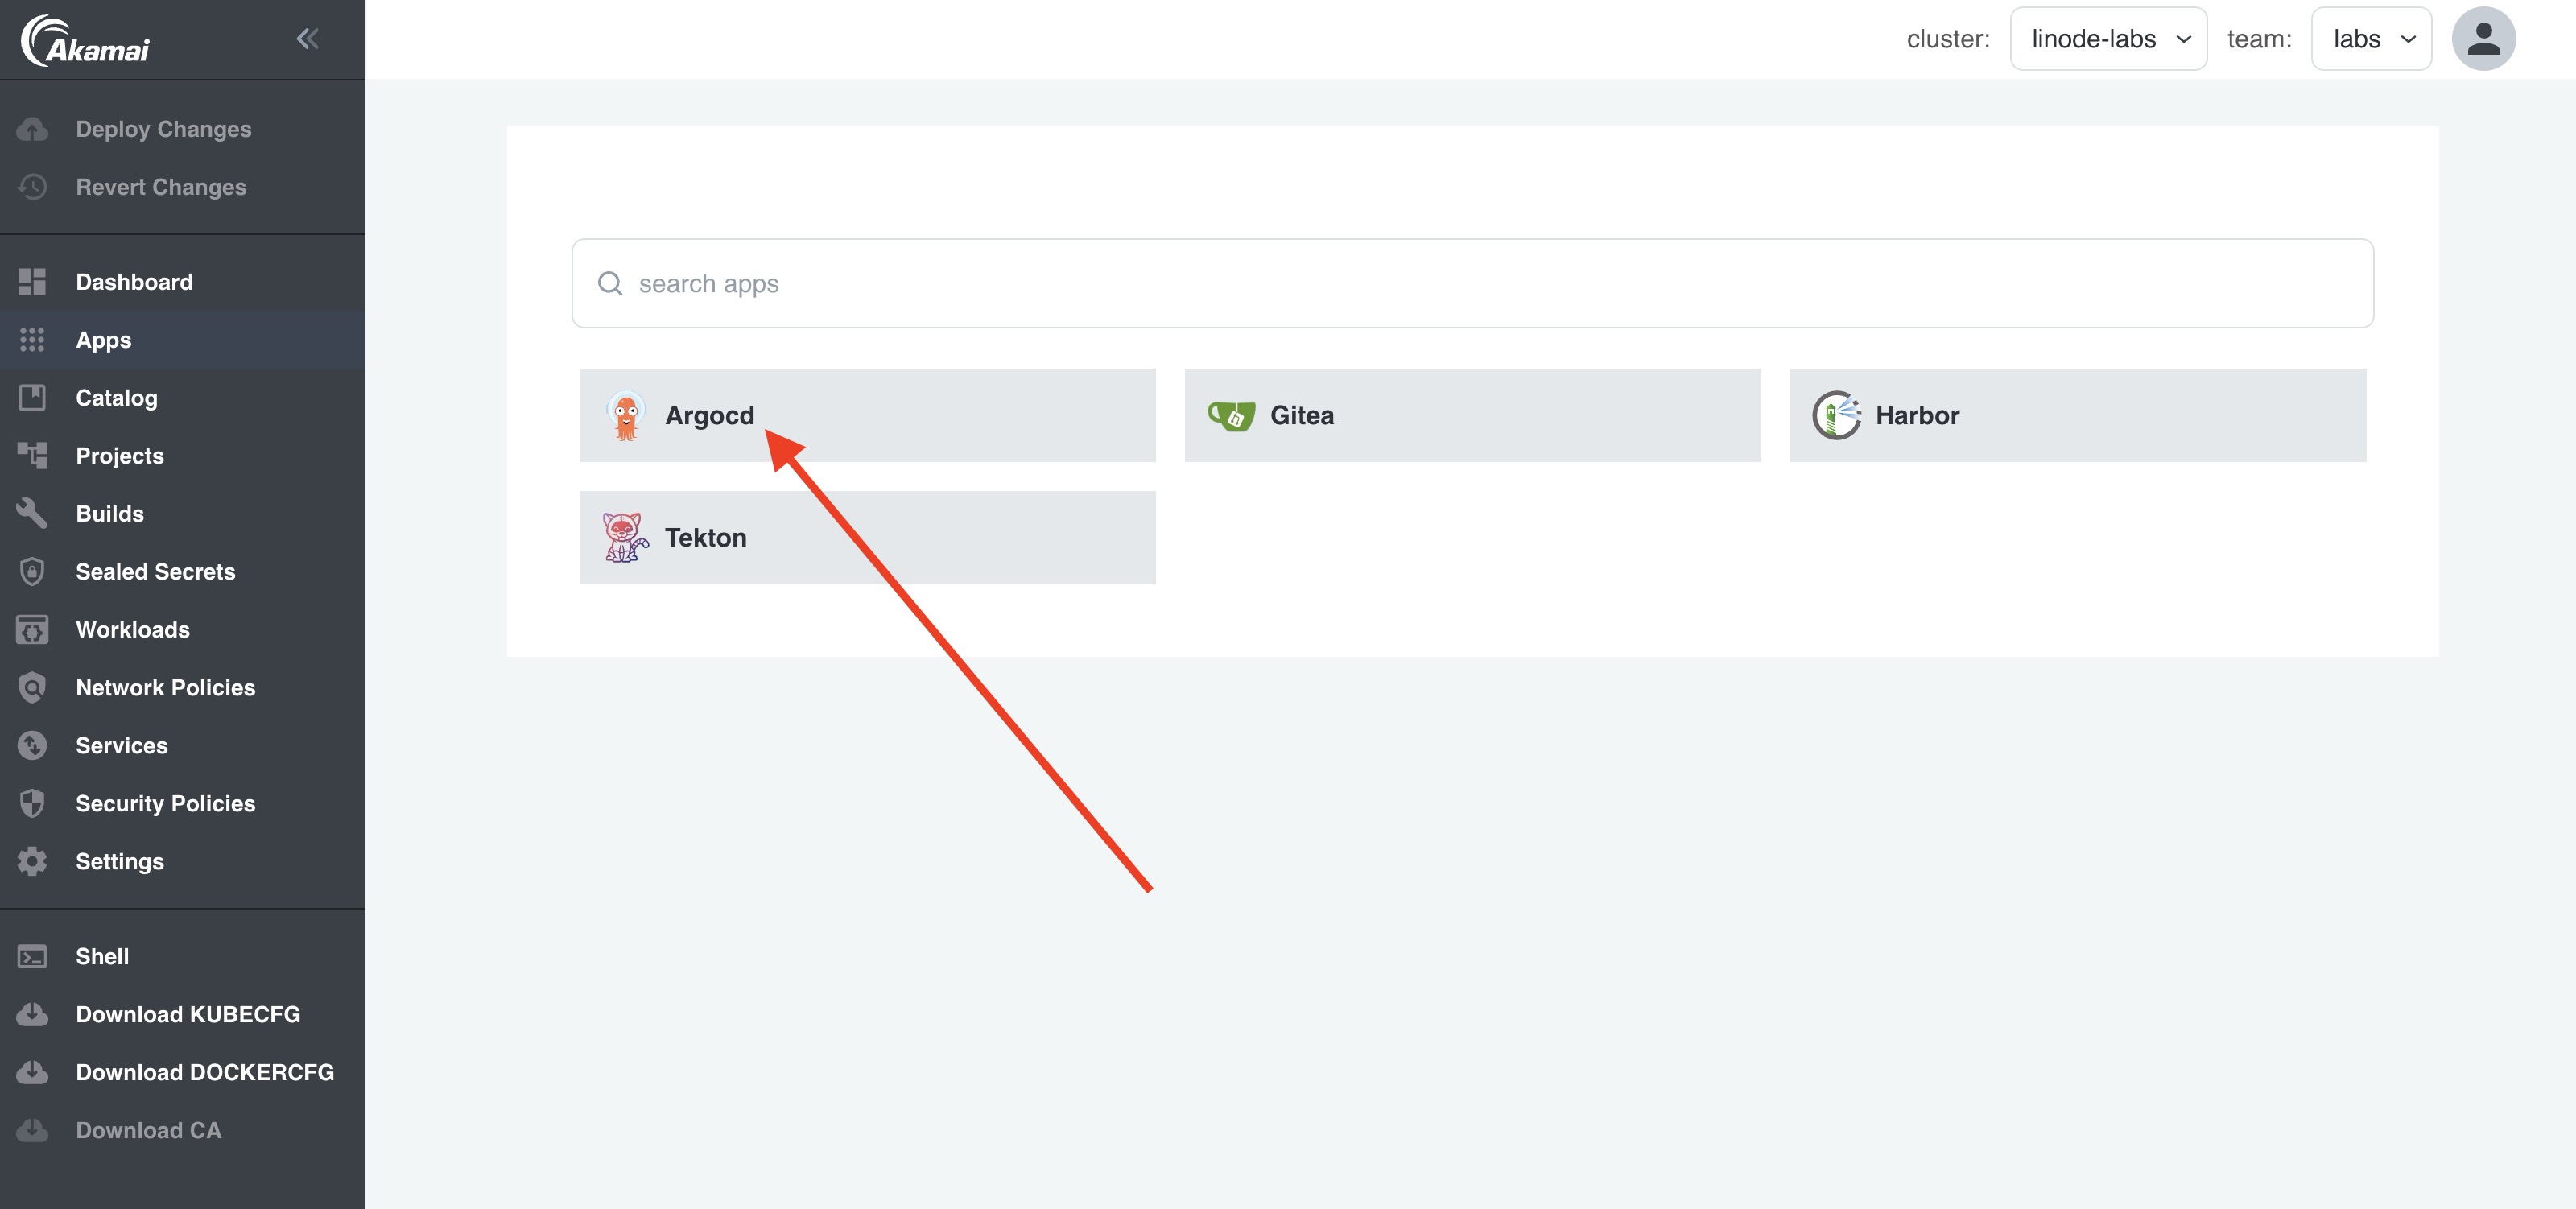 Akamai
cluster: linode-labs team: labs
Deploy Changes
Revert Changes
Dashboard
Apps
Catalog
Projects
Builds
Sealed Secrets
Workloads
Network Policies
Services
Security Policies
Settings
Shell
Download KUBECFG
Download DOCKERCFG
Download CA
search apps
Argocd
Gitea
Harbor
Tekton